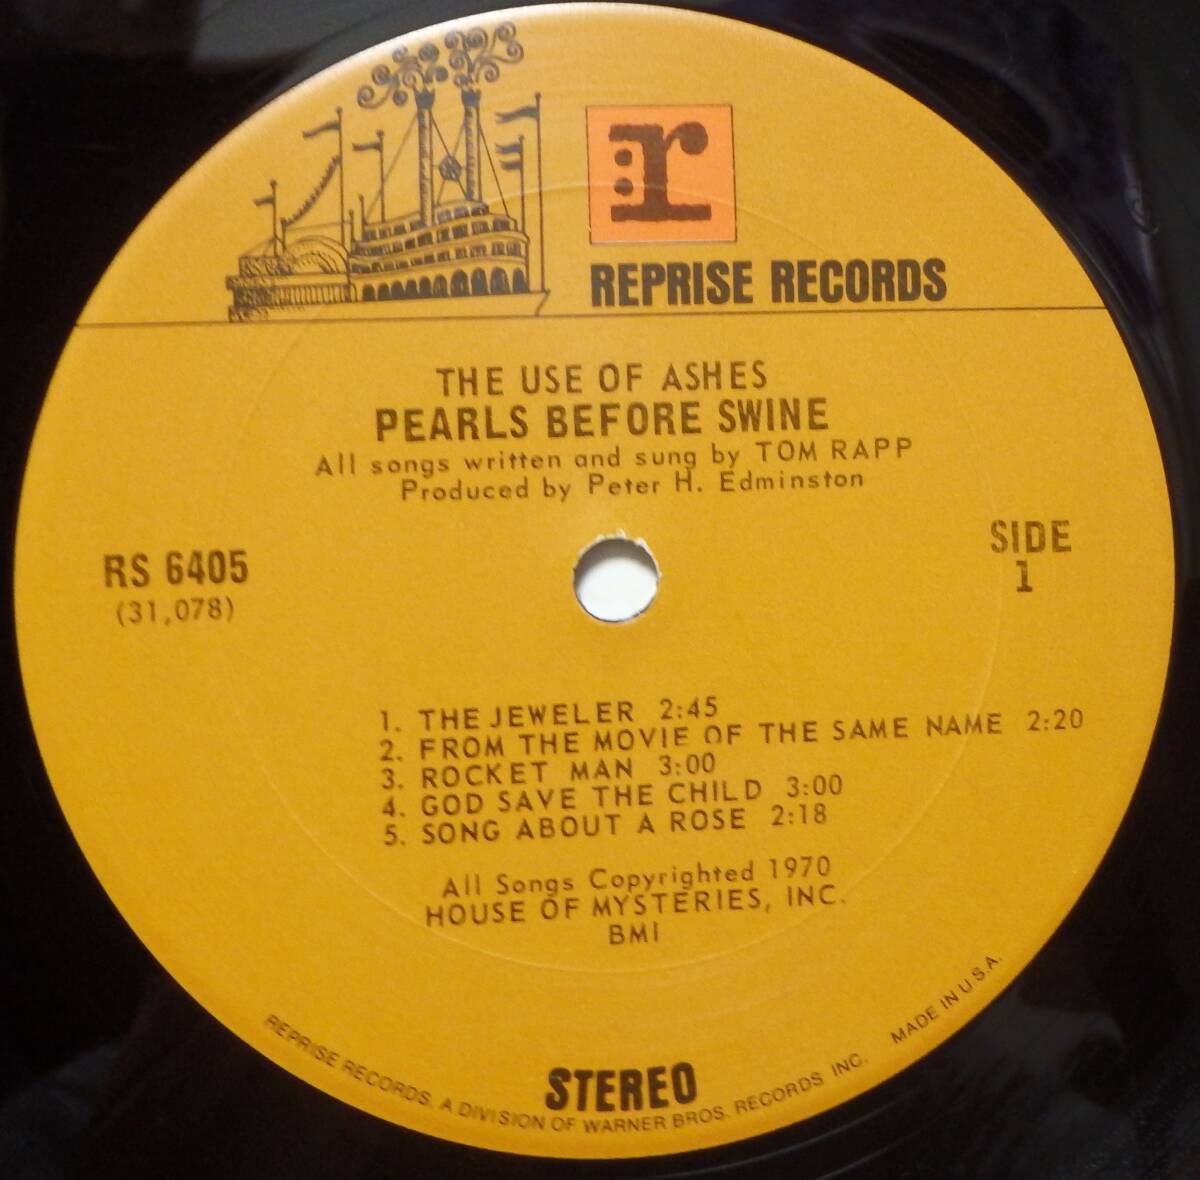 :r
REPRISE RECORDS
THE USE OF ASHES
PEARLS BEFORE SWINE
All songs written and sung by TOM RAPP
Produced by Peter H. Edminston
RS 6405
(31,078)
SIDE
1
1. THE JEWELER 2:45
2. FROM THE MOVIE OF THE SAME NAME 2:20
3. ROCKET MAN 3:00
4. GOD SAVE THE CHILD 3:00
5. SONG ABOUT A ROSE 2:18
All Songs Copyrighted 1970
HOUSE OF MYSTERIES, INC.
BMI
STEREO
REPRISE RECORDS, A DIVISION OF WARNER BROS. RECORDS INC. MADE IN U.S.A.